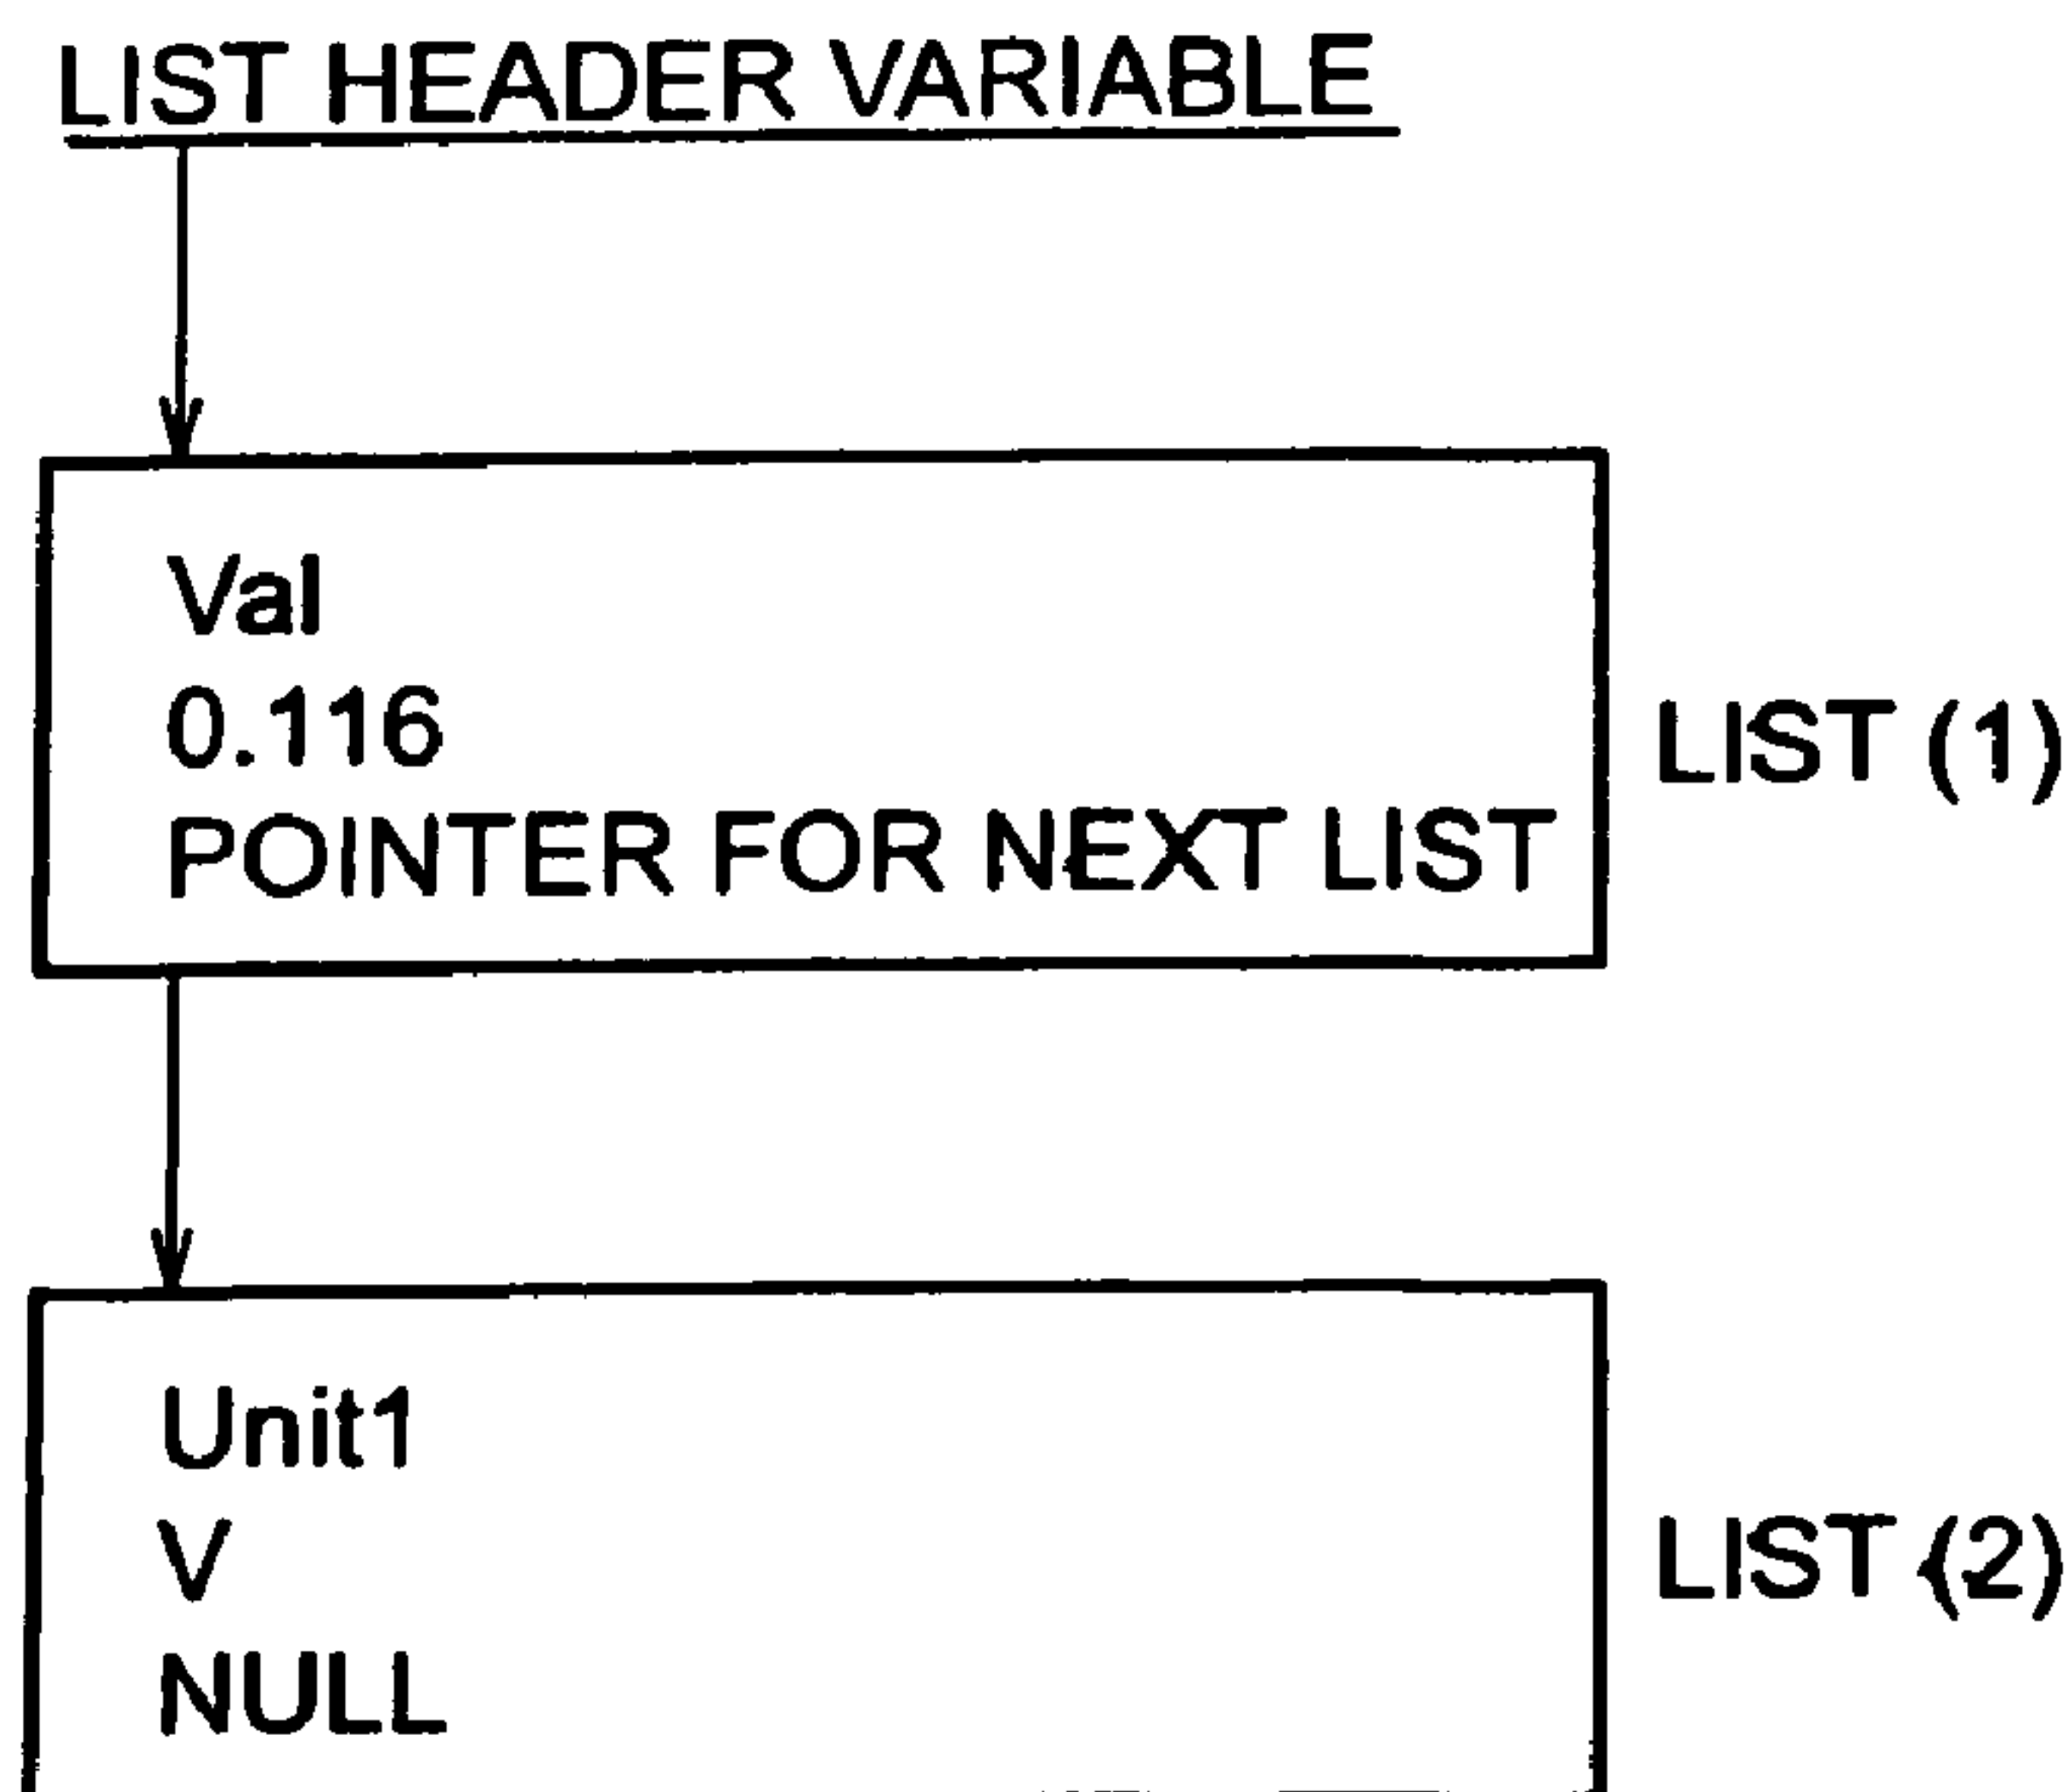 LIST HEADER VARIABLE
Val
0.116
POINTER FOR NEXT LIST
LIST (1)
Unit1
V
NULL
LIST (2)